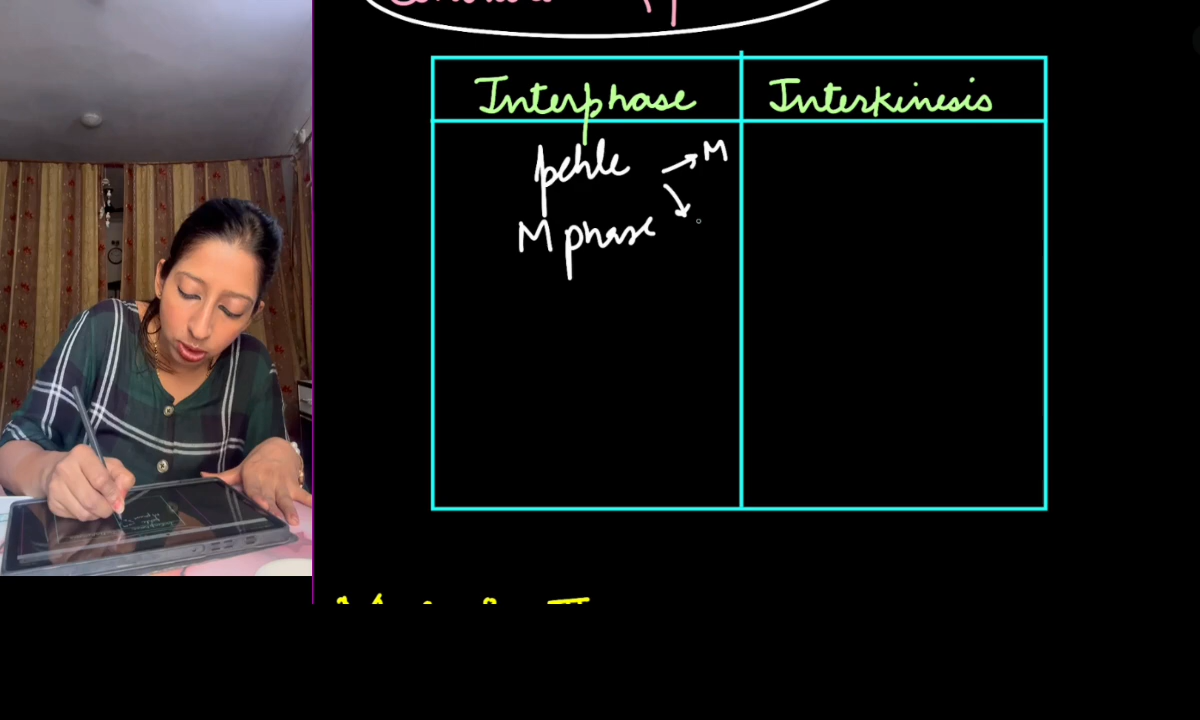 Interphase Interkinesis
pehle → M
M phase